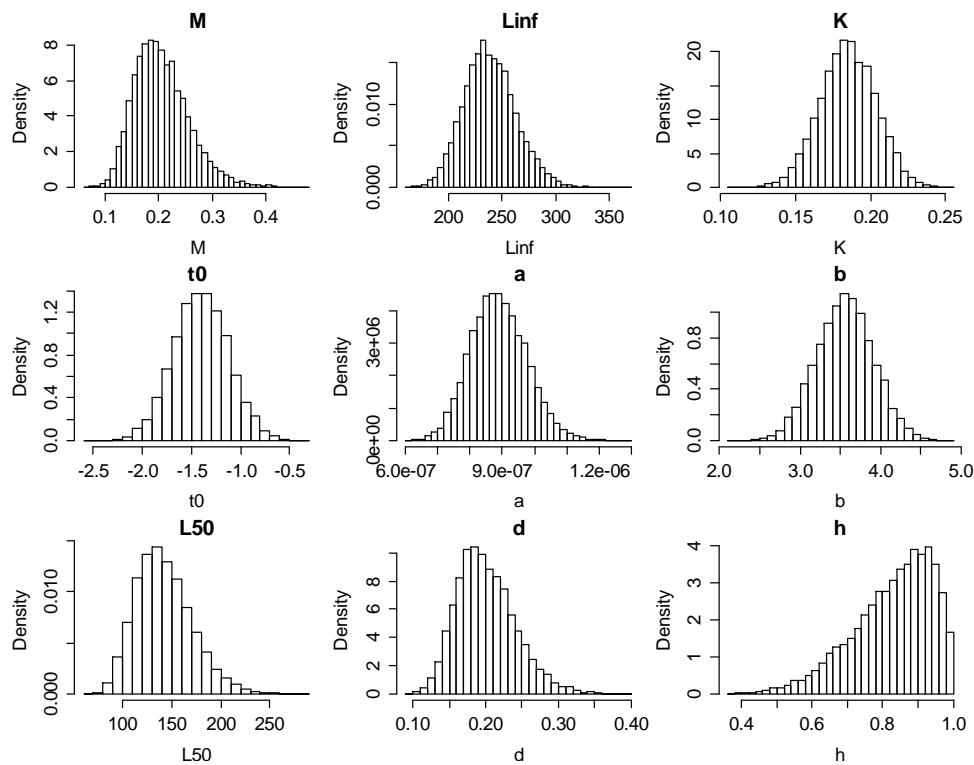 M
Density
0 2 4 6 8
0.1 0.2 0.3 0.4
M
Linf
Density
0.000 0.010
200 250 300 350
Linf
K
Density
0 5 10 20
0.10 0.15 0.20 0.25
K
t0
Density
0.0 0.4 0.8 1.2
-2.5 -2.0 -1.5 -1.0 -0.5
t0
a
Density
0e+00 3e+06
6.0e-07 9.0e-07 1.2e-06
a
b
Density
0.0 0.4 0.8
2.0 3.0 4.0 5.0
b
L50
Density
0.000 0.010
100 150 200 250
L50
d
Density
0 2 4 6 8
0.10 0.20 0.30 0.40
d
h
Density
0 1 2 3 4
0.4 0.6 0.8 1.0
h